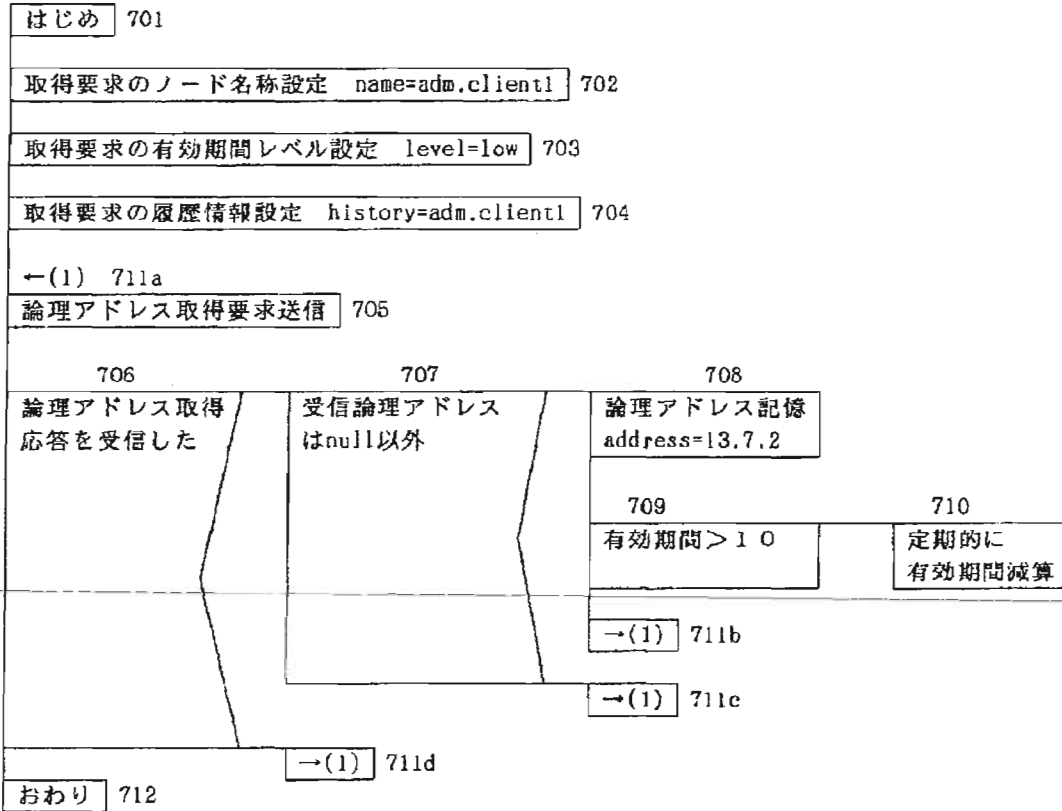 はじめ 701
取得要求のノード名称設定 name=adm.client1 702
取得要求の有効期間レベル設定 level=low 703
取得要求の履歴情報設定 history=adm.client1 704
←(1) 711a
論理アドレス取得要求送信 705
706 707 708
論理アドレス取得 受信論理アドレス 論理アドレス記憶
応答を受信した はnull以外 address=13.7.2
709 710
有効期間>10 定期的に
有効期間減算
→(1) 711b
→(1) 711c
→(1) 711d
おわり 712